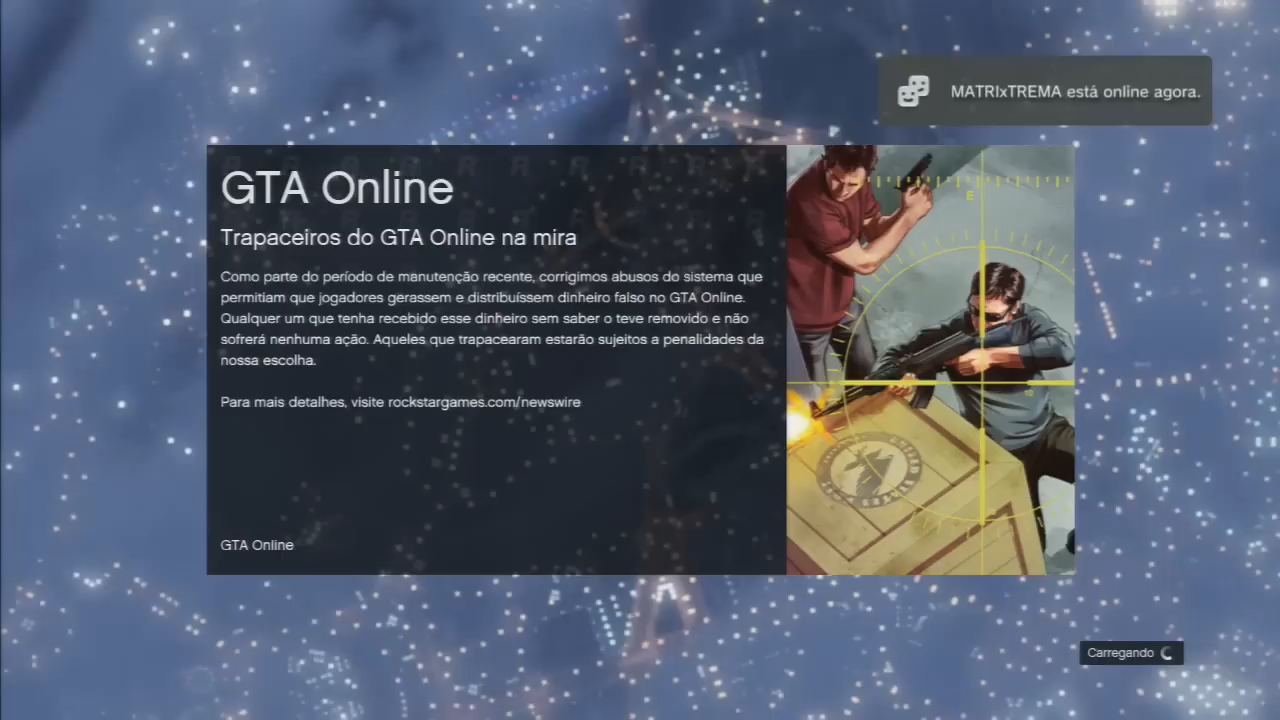 MATRIxTREMA está online agora.
GTA Online
Trapaceiros do GTA Online na mira
Como parte do período de manutenção recente, corrigimos abusos do sistema que
permitiam que jogadores gerassem e distribuíssem dinheiro falso no GTA Online.
Qualquer um que tenha recebido esse dinheiro sem saber o teve removido e não
sofrerá nenhuma ação. Aqueles que trapacearam estarão sujeitos a penalidades da
nossa escolha.
Para mais detalhes, visite rockstargames.com/newswire
GTA Online
E
Carregando